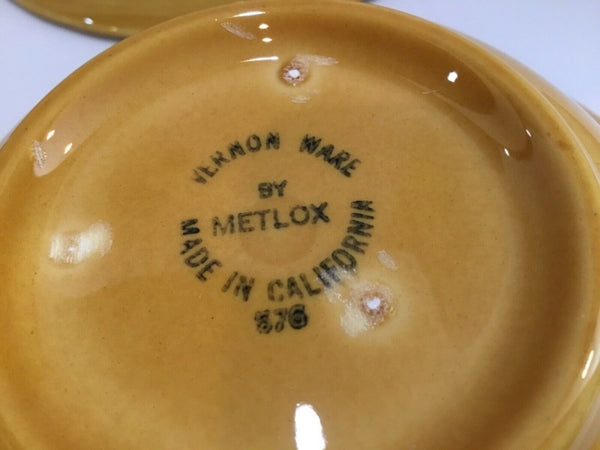 VERNON WARE
BY
METLOX
MADE IN CALIFORNIA